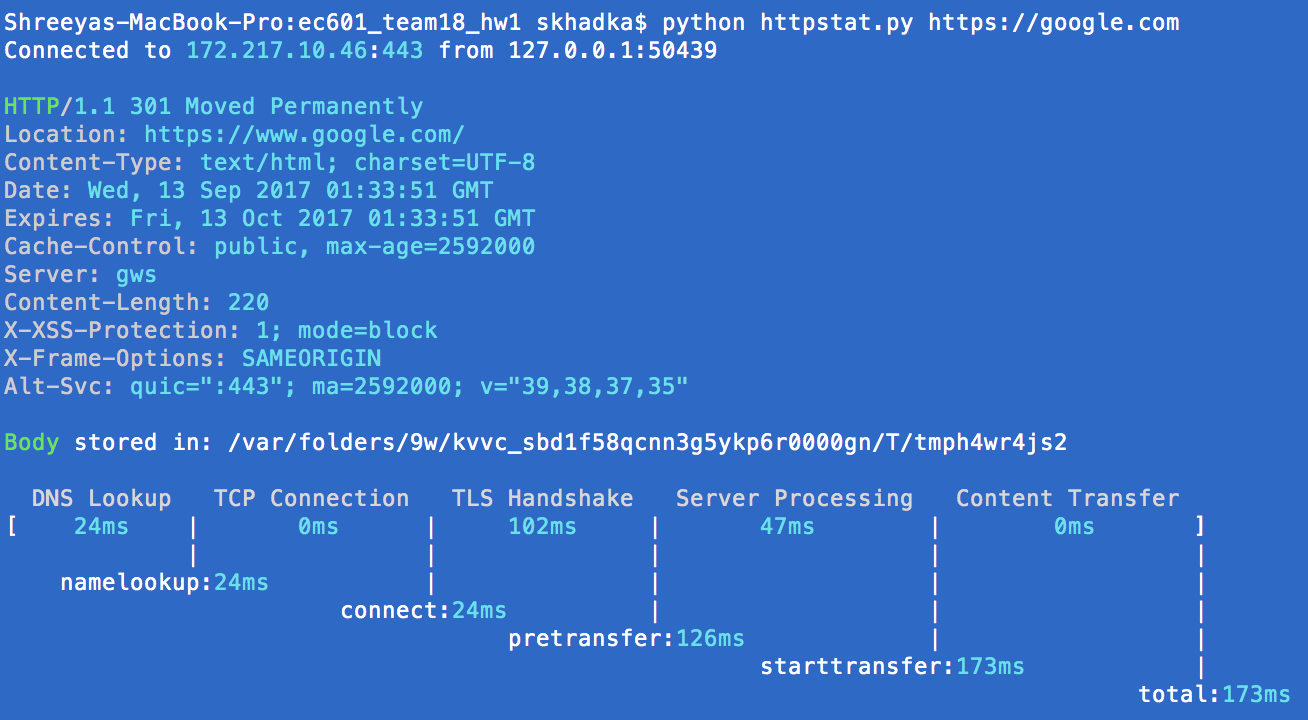 Shreeyas-MacBook-Pro:ec601_team18_hw1 skhadka$ python httpstat.py https://google.com
Connected to 172.217.10.46:443 from 127.0.0.1:50439
HTTP/1.1 301 Moved Permanently
Location: https://www.google.com/
Content-Type: text/html; charset=UTF-8
Date: Wed, 13 Sep 2017 01:33:51 GMT
Expires: Fri, 13 Oct 2017 01:33:51 GMT
Cache-Control: public, max-age=2592000
Server: gws
Content-Length: 220
X-XSS-Protection: 1; mode=block
X-Frame-Options: SAMEORIGIN
Alt-Svc: quic=":443"; ma=2592000; v="39,38,37,35"
Body stored in: /var/folders/9w/kvvc_sbd1f58qcnn3g5ykp6r0000gn/T/tmph4wr4js2
DNS Lookup   TCP Connection   TLS Handshake   Server Processing   Content Transfer
[    24ms    |       0ms      |     102ms     |       47ms        |        0ms       ]
             |                |               |                   |                  |
    namelookup:24ms           |               |                   |                  |
                        connect:24ms          |                   |                  |
                                    pretransfer:126ms             |                  |
                                                      starttransfer:173ms            |
                                                                                 total:173ms